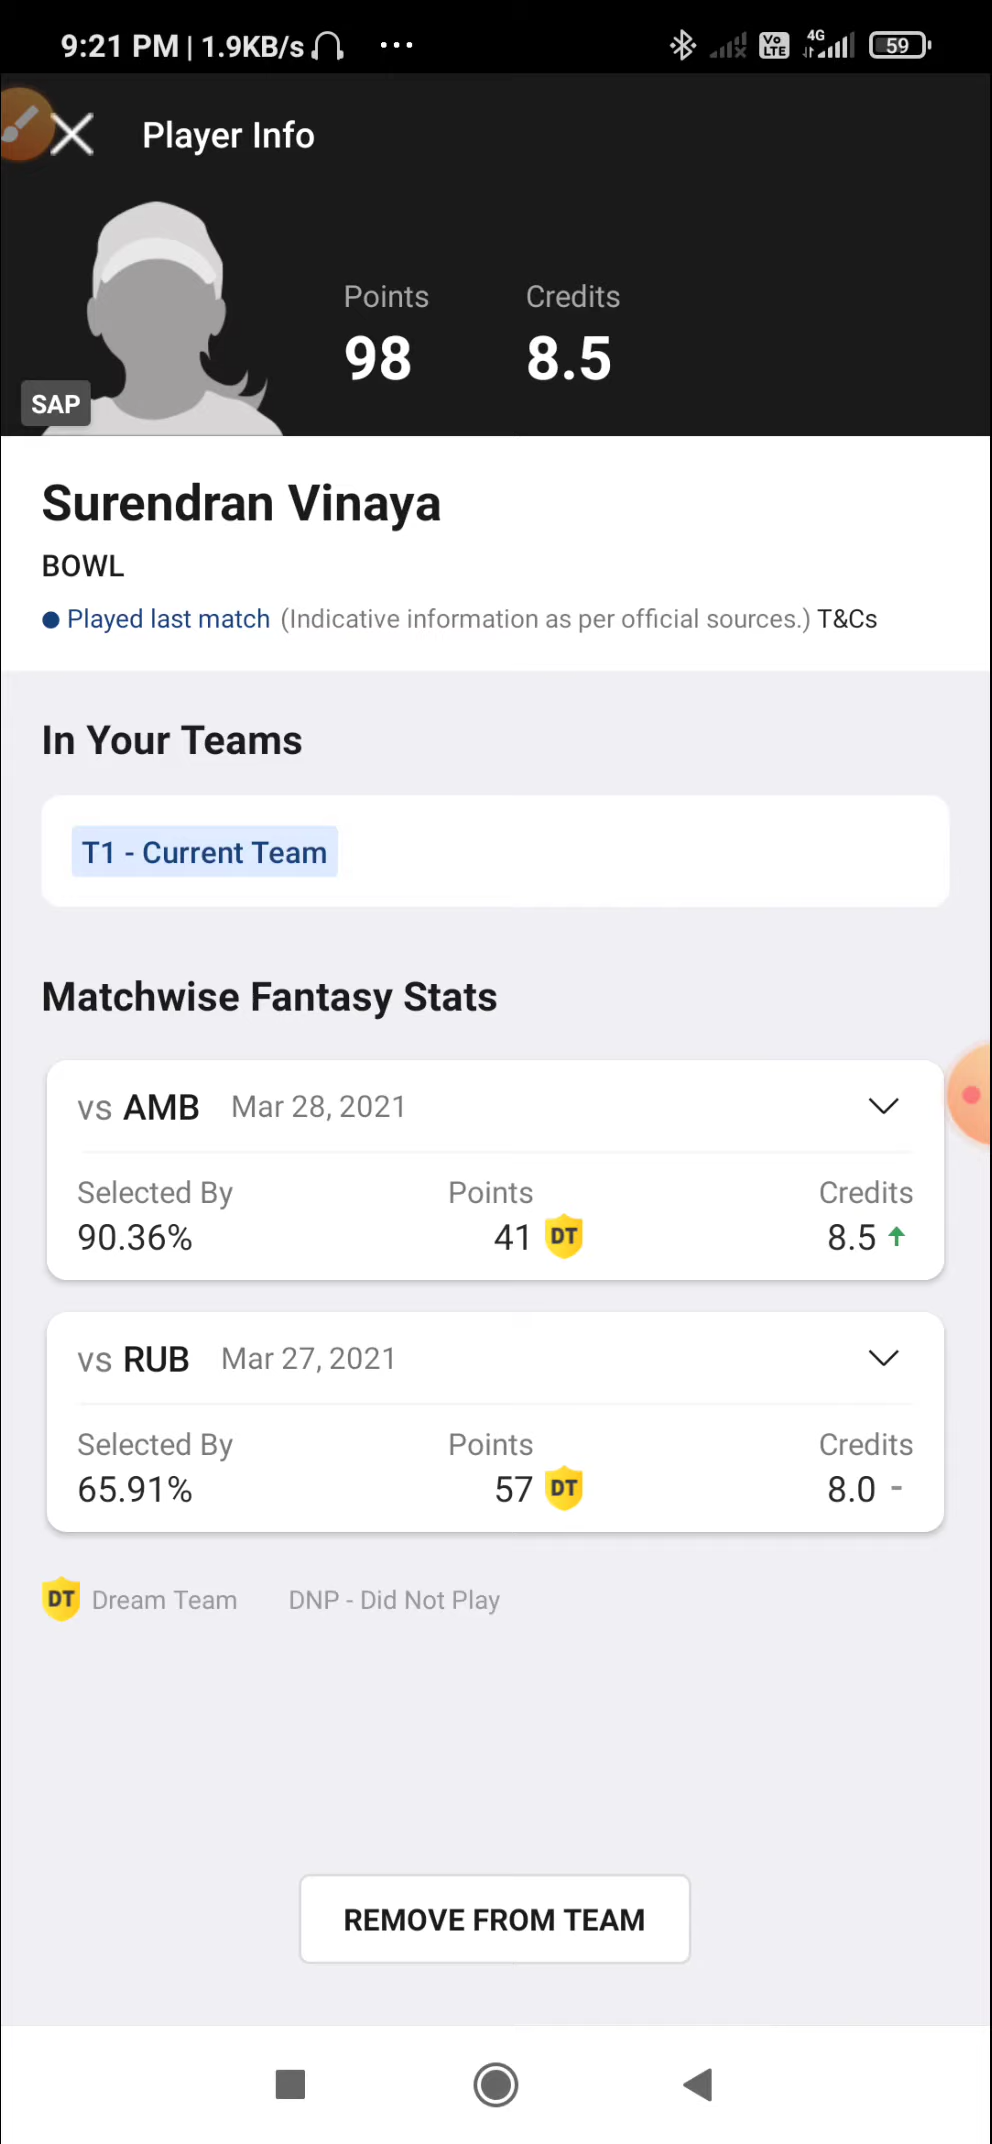 9:21 PM | 1.9KB/s ... Vo LTE 4G 59
Player Info
Points Credits
98 8.5
SAP
Surendran Vinaya
BOWL
Played last match (Indicative information as per official sources.) T&Cs
In Your Teams
T1 - Current Team
Matchwise Fantasy Stats
vs AMB Mar 28, 2021
Selected By Points Credits
90.36% 41 DT 8.5
vs RUB Mar 27, 2021
Selected By Points Credits
65.91% 57 DT 8.0 -
DT Dream Team DNP - Did Not Play
REMOVE FROM TEAM